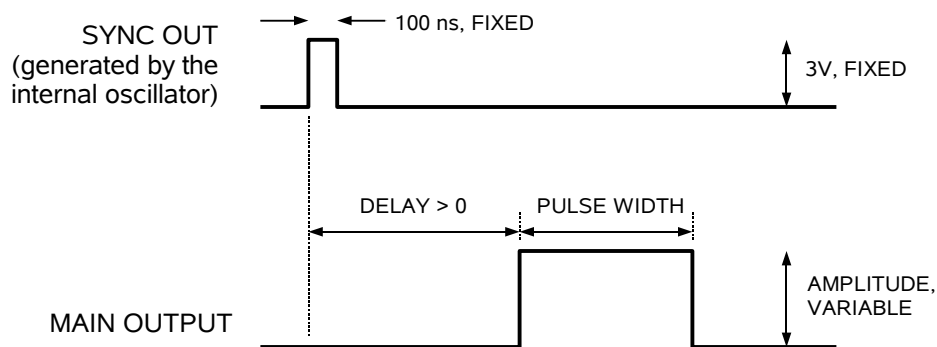 100 ns, FIXED
SYNC OUT
(generated by the
internal oscillator)
3V, FIXED
DELAY > 0
PULSE WIDTH
AMPLITUDE,
VARIABLE
MAIN OUTPUT